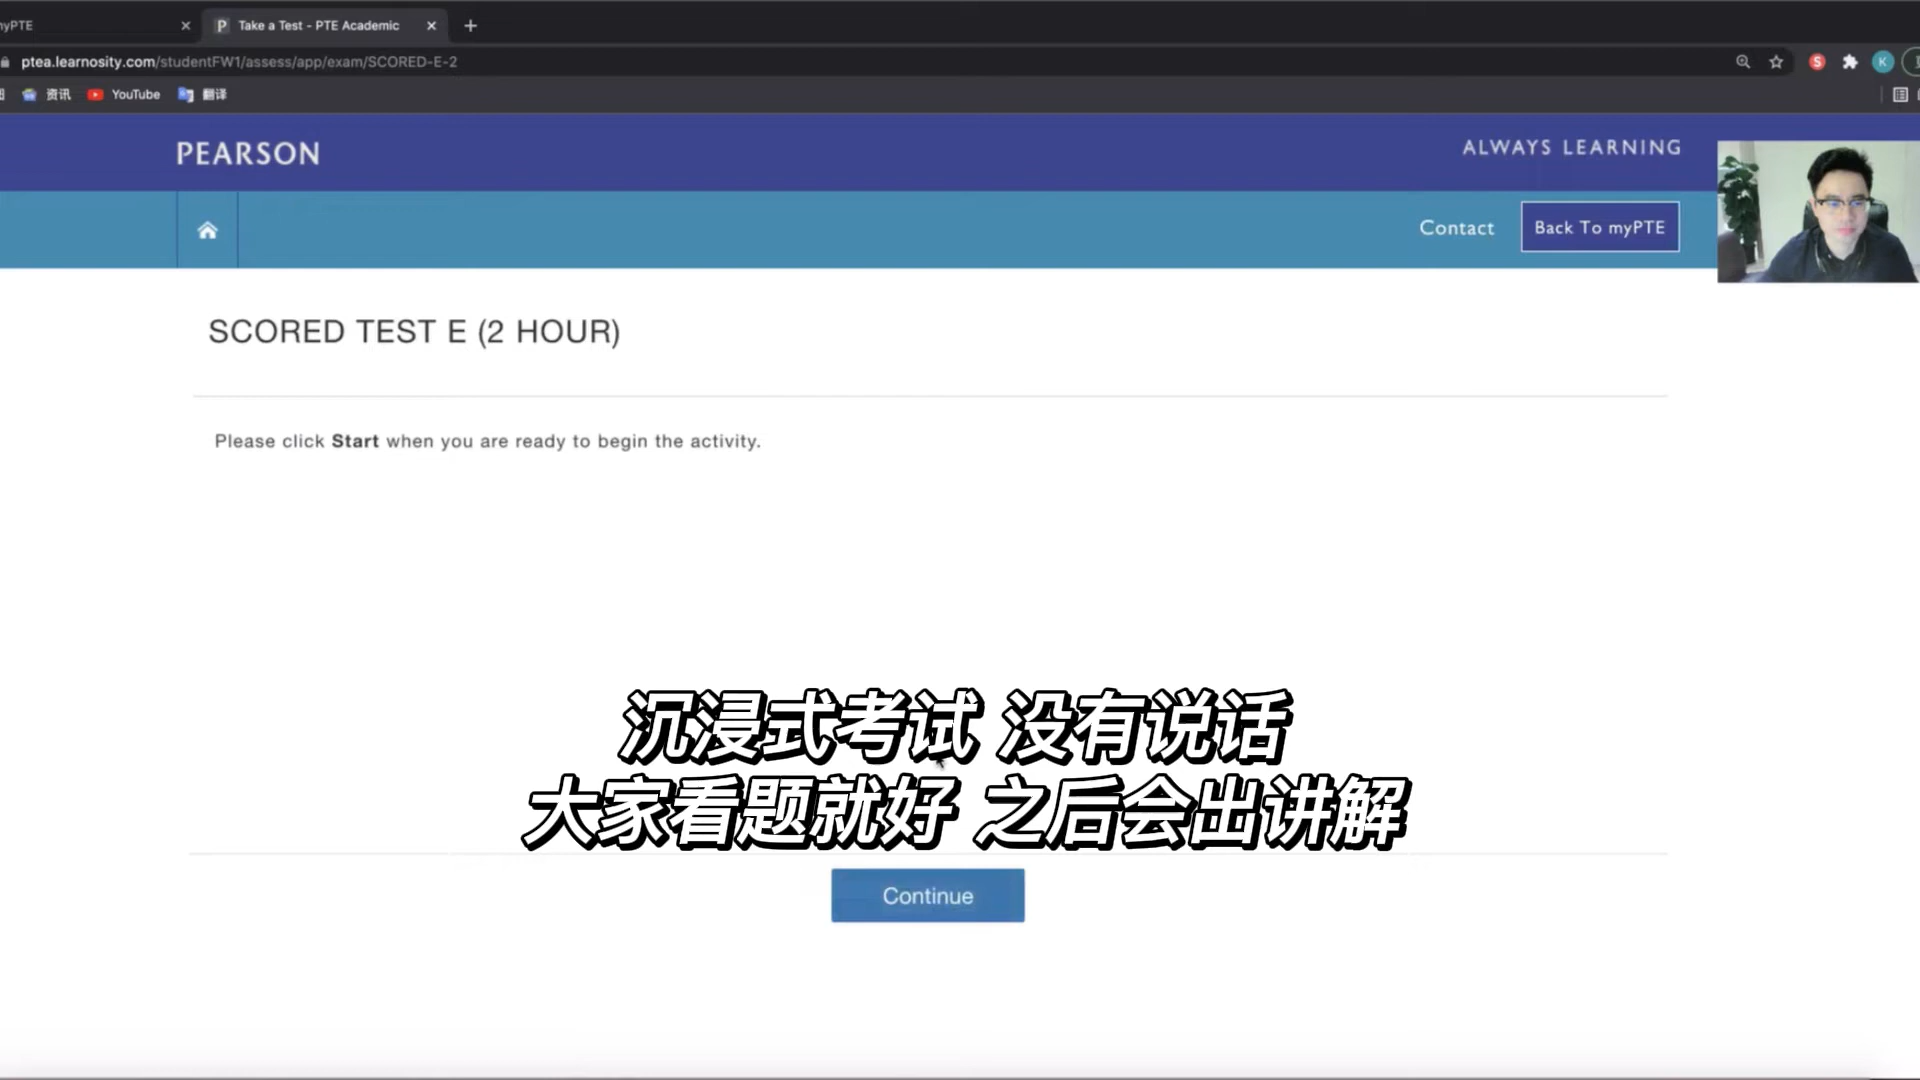 Take a Test - PTE Academic
ptea.learnosity.com/studentFW1/assess/app/exam/SCORED-E-2
资讯 YouTube 翻译
PEARSON
ALWAYS LEARNING
Contact
Back To myPTE
SCORED TEST E (2 HOUR)
Please click Start when you are ready to begin the activity.
沉浸式考试 没有说话
大家看题就好 之后会出讲解
Continue